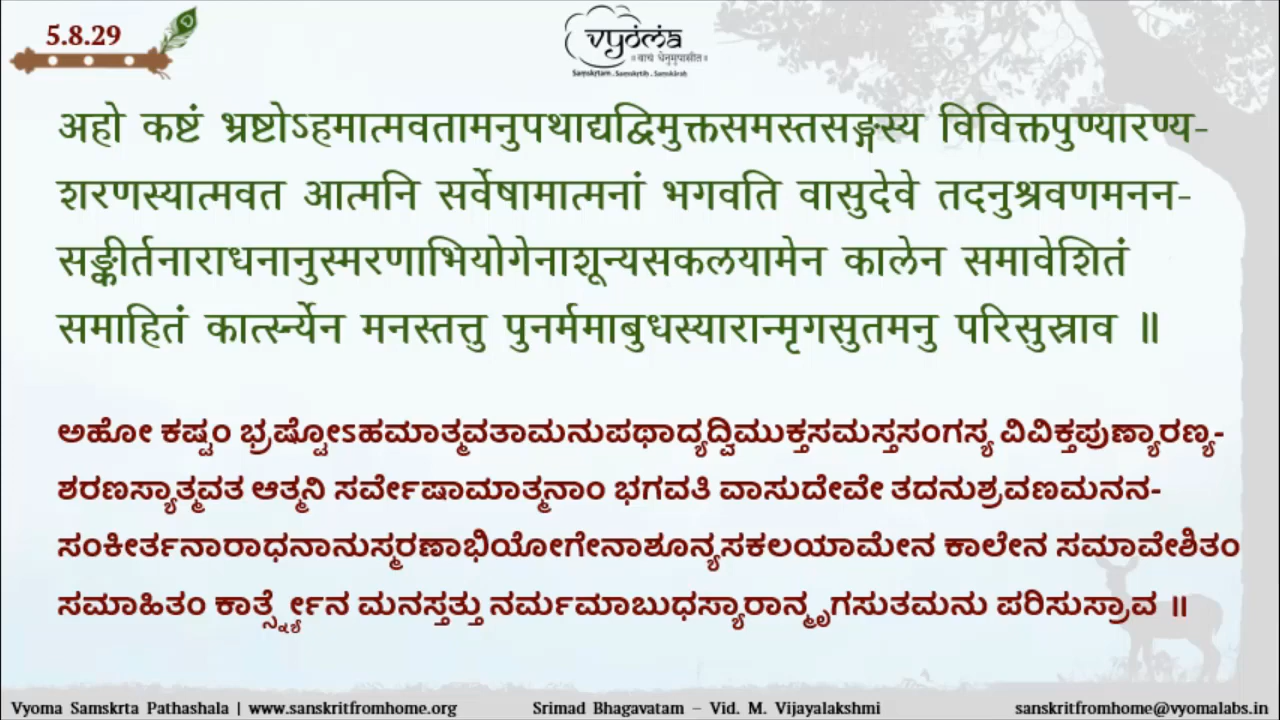 5.8.29
vyoma
॥ वाचं धेनुमुपासीत॥
Saṃskṛtam..Saṃskṛtiḥ..Saṃskārāḥ
अहो कष्टं भ्रष्टोऽहमात्मवतामनुपथाद्यद्विमुक्तसमस्तसङ्गस्य विविक्तपुण्यारण्य-
शरणस्यात्मवत आत्मनि सर्वेषामात्मनां भगवति वासुदेवे तदनुश्रवणमनन-
सङ्कीर्तनाराधनानुस्मरणाभियोगेनाशून्यसकलयामेन कालेन समावेशितं
समाहितं कार्त्स्न्येन मनस्तत्तु पुनर्ममाबुधस्यारान्मृगसुतमनु परिसुस्राव ॥
ಅಹೋ ಕಷ್ಟಂ ಭ್ರಷ್ಟೋಽಹಮಾತ್ಮವತಾಮನುಪಥಾದ್ಯದ್ವಿಮುಕ್ತಸಮಸ್ತಸಂಗಸ್ಯ ವಿವಿಕ್ತಪುಣ್ಯಾರಣ್ಯ-
ಶರಣಸ್ಯಾತ್ಮವತ ಆತ್ಮನಿ ಸರ್ವೇಷಾಮಾತ್ಮನಾಂ ಭಗವತಿ ವಾಸುದೇವೇ ತದನುಶ್ರವಣಮನನ-
ಸಂಕೀರ್ತನಾರಾಧನಾನುಸ್ಮರಣಾಭಿಯೋಗೇನಾಶೂನ್ಯಸಕಲಯಾಮೇನ ಕಾಲೇನ ಸಮಾವೇಶಿತಂ
ಸಮಾಹಿತಂ ಕಾರ್ತ್ಸ್ನ್ಯೇನ ಮನಸ್ತತ್ತು ನರ್ಮಮಾಬುಧಸ್ಯಾರಾನ್ಮೃಗಸುತಮನು ಪರಿಸುಸ್ರಾವ ॥
Vyoma Samskrta Pathashala | www.sanskritfromhome.org Srimad Bhagavatam – Vid. M. Vijayalakshmi sanskritfromhome@vyomalabs.in